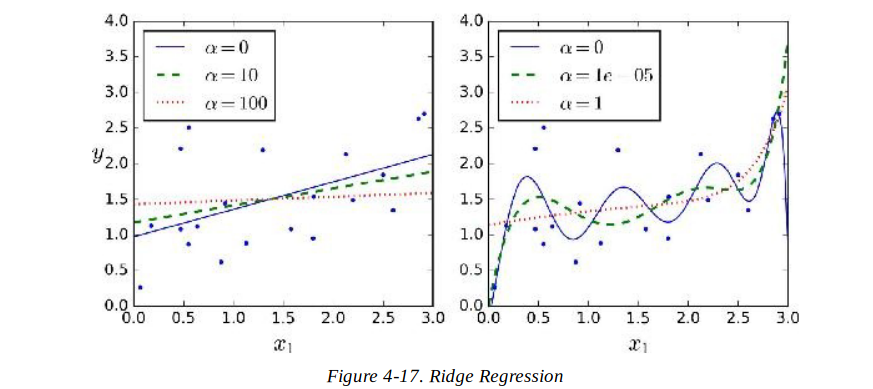 4.0
3.5
3.0
2.5
2.0
1.5
1.0
0.5
0.0
y
α = 0
α = 10
α = 100
0.0 0.5 1.0 1.5 2.0 2.5 3.0
x₁
4.0
3.5
3.0
2.5
2.0
1.5
1.0
0.5
0.0
α = 0
α = 1e − 05
α = 1
0.0 0.5 1.0 1.5 2.0 2.5 3.0
x₁
Figure 4-17. Ridge Regression